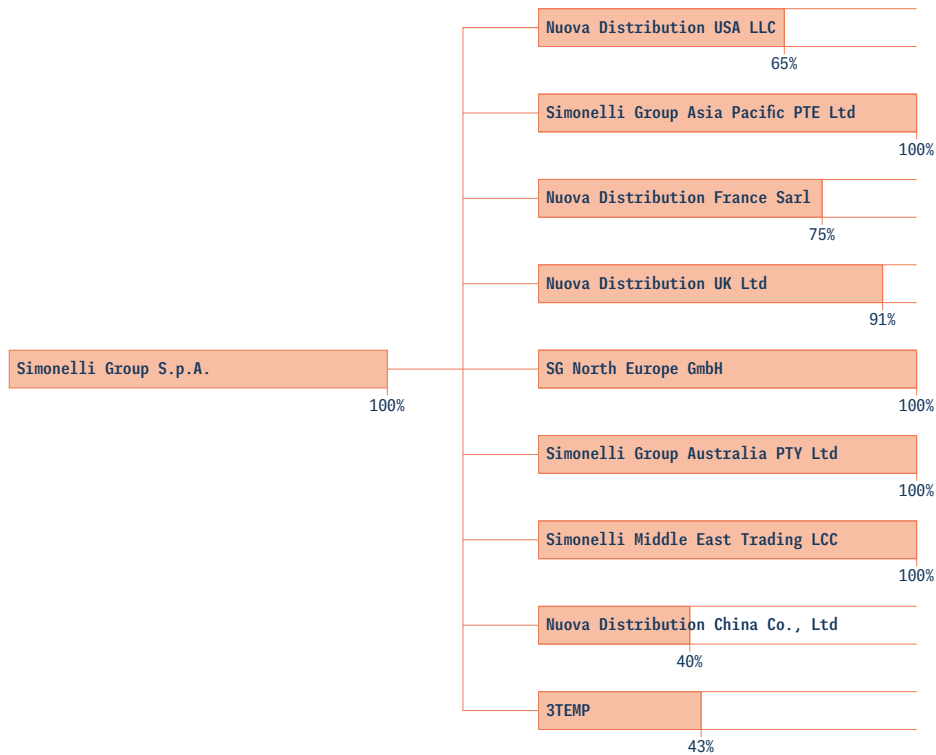 Nuova Distribution USA LLC
65%
Simonelli Group Asia Pacific PTE Ltd
100%
Nuova Distribution France Sarl
75%
Nuova Distribution UK Ltd
91%
Simonelli Group S.p.A.
100%
SG North Europe GmbH
100%
Simonelli Group Australia PTY Ltd
100%
Simonelli Middle East Trading LCC
100%
Nuova Distribution China Co., Ltd
40%
3TEMP
43%